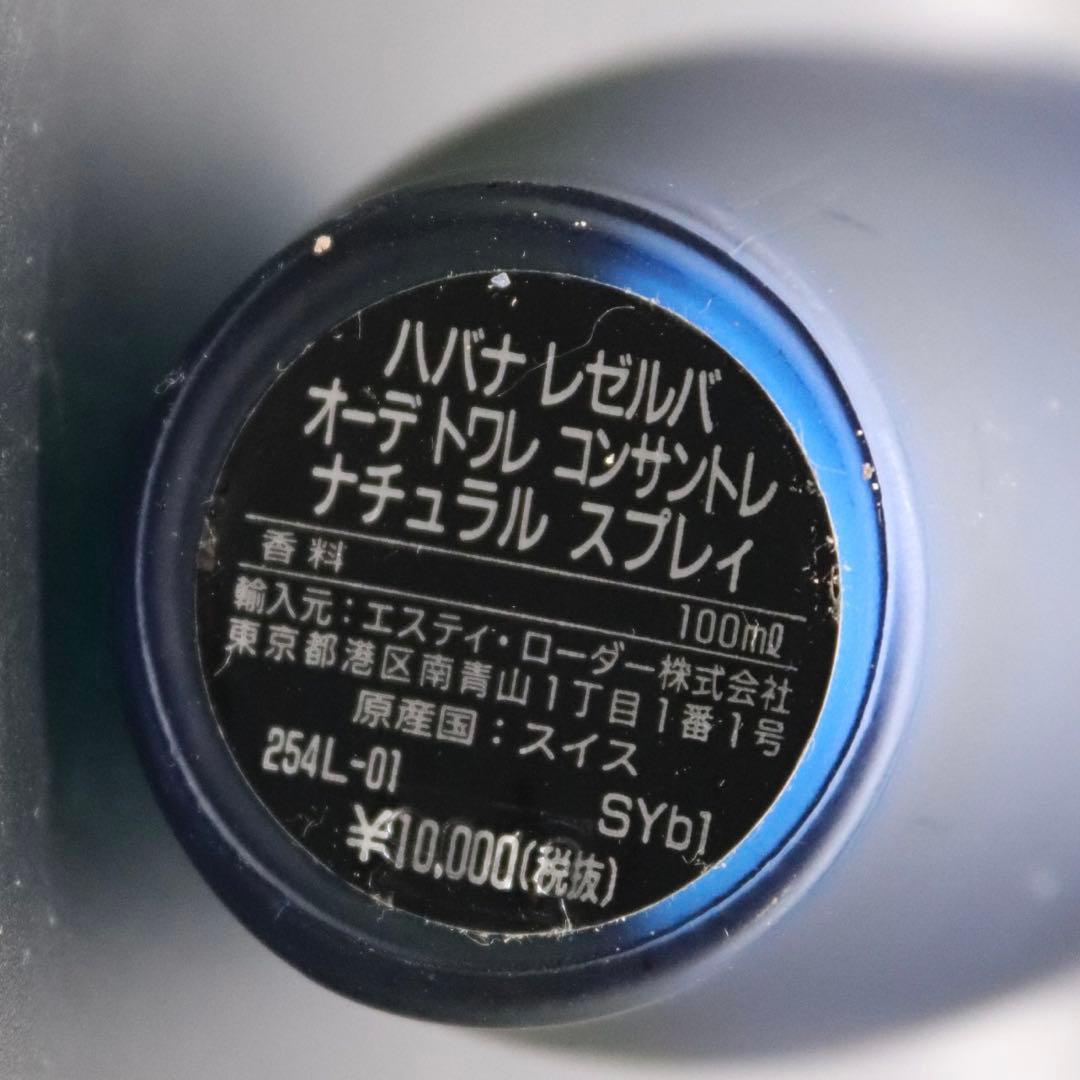 ハバナ レゼルバ
オーデ トワレ コンサントレ
ナチュラル スプレィ
香料
100mℓ
輸入元：エスティ・ローダー株式会社
東京都港区南青山1丁目1番1号
原産国：スイス
254L-01
SYb1
¥10,000(税抜)